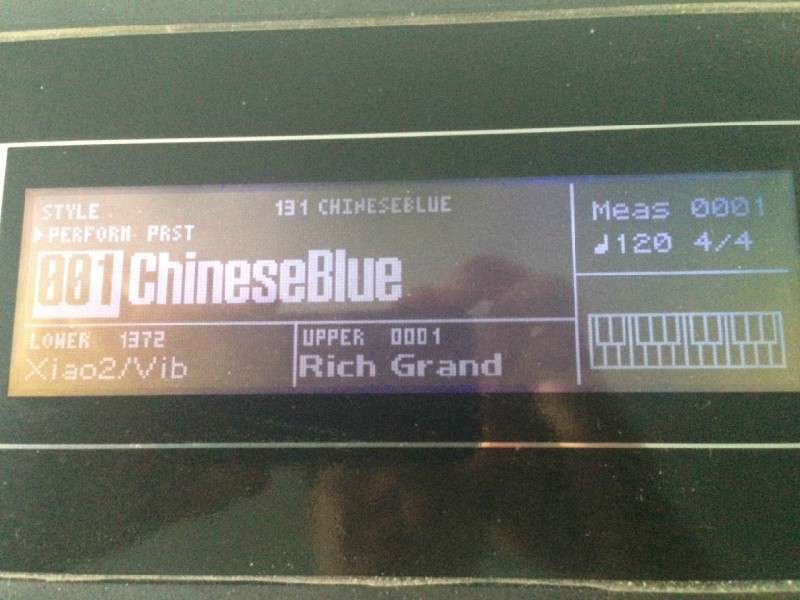 STYLE 131 CHINESEBLUE
PERFORM PRST
001 ChineseBlue
LOWER 1372
Xiao2/Vib
UPPER 0001
Rich Grand
Meas 0001
♩120 4/4